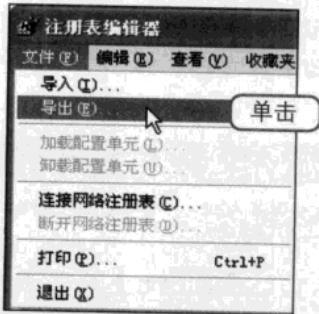 注册表编辑器
文件(F) 编辑(E) 查看(V) 收藏夹
导入(I)...
导出(E)...
单击
加载配置单元(L)...
卸载配置单元(U)...
连接网络注册表(C)...
断开网络注册表(D)...
打印(P)... Ctrl+P
退出(X)